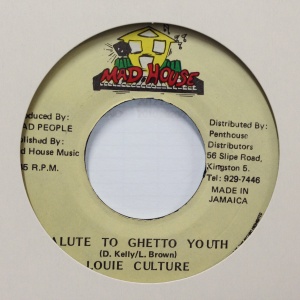 MAD HOUSE
oduced By:
AD PEOPLE
blished By:
d House Music
5 R.P.M.
Distributed By:
Penthouse
Distributors
56 Slipe Road,
Kingston 5.
Tel: 929-7446
MADE IN
JAMAICA
ALUTE TO GHETTO YOUTH
(D. Kelly/L. Brown)
LOUIE CULTURE